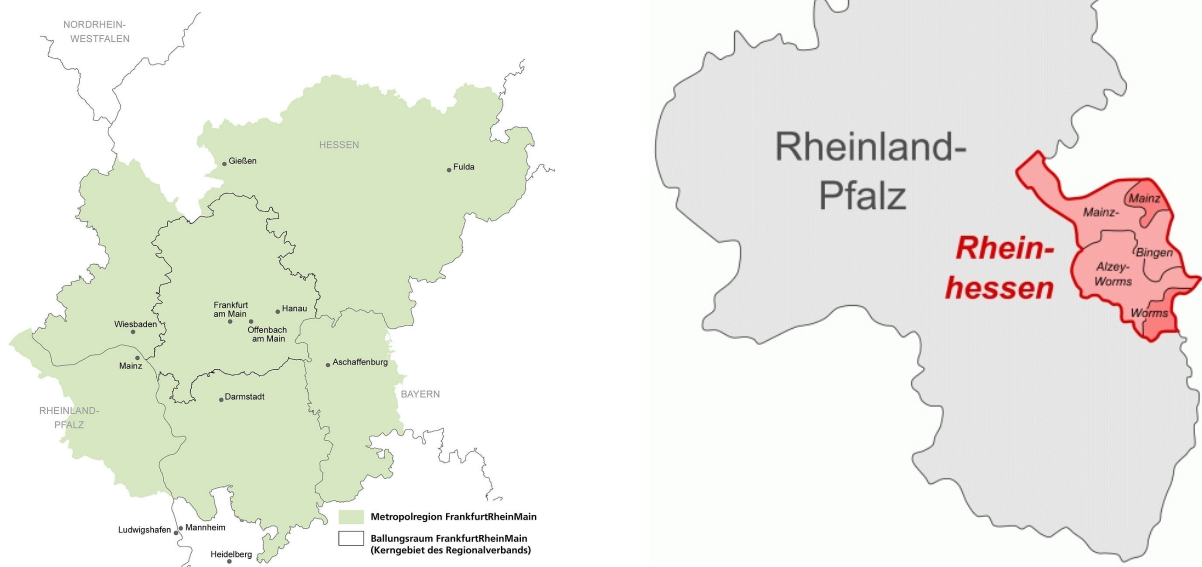 NORDRHEIN-
WESTFALEN
HESSEN
Gießen
Fulda
Frankfurt
am Main
Hanau
Offenbach
am Main
Wiesbaden
Mainz
Aschaffenburg
Darmstadt
BAYERN
RHEINLAND-
PFALZ
Ludwigshafen
Mannheim
Heidelberg
Metropolregion FrankfurtRheinMain
Ballungsraum FrankfurtRheinMain
(Kerngebiet des Regionalverbands)
Rheinland-
Pfalz
Rhein-
hessen
Mainz
Mainz-
Bingen
Alzey-
Worms
Worms